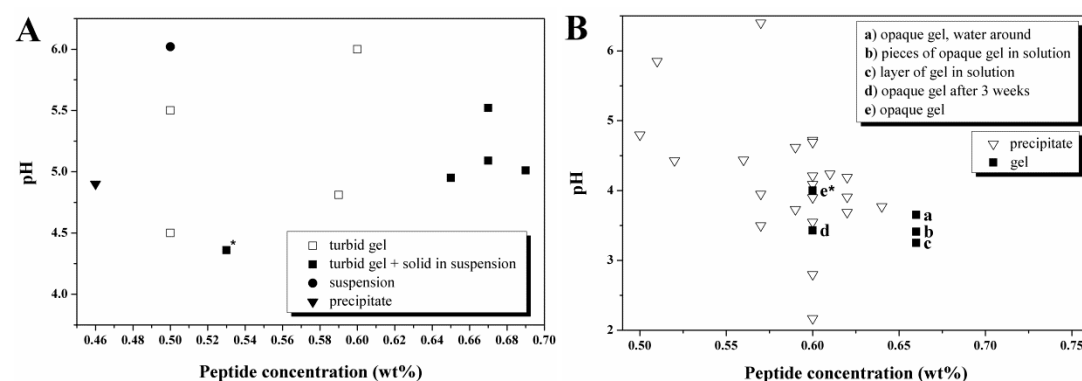 A
pH
6.0
5.5
5.0
4.5
4.0
*
turbid gel
turbid gel + solid in suspension
suspension
precipitate
0.46 0.48 0.50 0.52 0.54 0.56 0.58 0.60 0.62 0.64 0.66 0.68 0.70
Peptide concentration (wt%)
B
pH
6
5
4
3
2
a) opaque gel, water around
b) pieces of opaque gel in solution
c) layer of gel in solution
d) opaque gel after 3 weeks
e) opaque gel
precipitate
gel
e*
a
d
b
c
0.50 0.55 0.60 0.65 0.70 0.75
Peptide concentration (wt%)